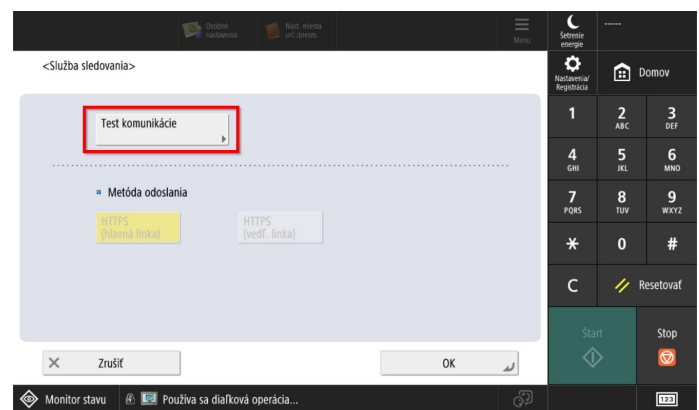 Osobné
nastavenia
Nast. miesta
urč./presm.
Menu
Šetrenie
energie
-----
<Služba sledovania>
Nastavenia/
Registrácia
Domov
Test komunikácie
1
2
ABC
3
DEF
4
GHI
5
JKL
6
MNO
Metóda odoslania
7
PQRS
8
TUV
9
WXYZ
HTTPS
(hlavná linka)
HTTPS
(vedľ. linka)
*
0
#
C
Resetovať
Štart
Stop
Zrušiť
OK
Monitor stavu
Používa sa diaľková operácia...
123